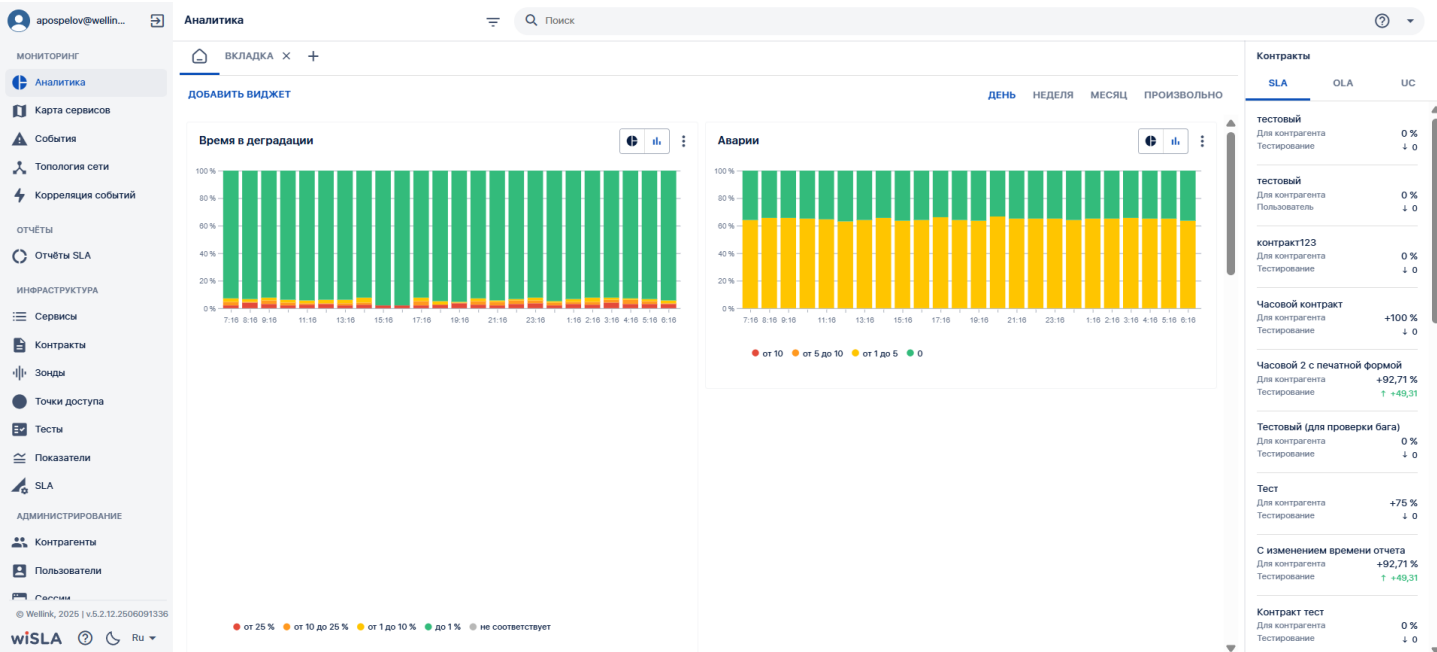 apospelov@wellin...
МОНИТОРИНГ
Аналитика
Карта сервисов
События
Топология сети
Корреляция событий
ОТЧЁТЫ
Отчёты SLA
ИНФРАСТРУКТУРА
Сервисы
Контракты
Зонды
Точки доступа
Тесты
Показатели
SLA
АДМИНИСТРИРОВАНИЕ
Контрагенты
Пользователи
Сессии
© Wellink, 2025 | v.5.2.12.2506091336
wiSLA Ru
Аналитика
Поиск
ВКЛАДКА
ДОБАВИТЬ ВИДЖЕТ
ДЕНЬ НЕДЕЛЯ МЕСЯЦ ПРОИЗВОЛЬНО
Время в деградации
100 %
80 %
60 %
40 %
20 %
0 %
7:16 8:16 9:16 11:16 13:16 15:16 17:16 19:16 21:16 23:16 1:16 2:16 3:16 4:16 5:16 6:16
от 25 % от 10 до 25 % от 1 до 10 % до 1 % не соответствует
Аварии
100 %
80 %
60 %
40 %
20 %
0 %
7:16 8:16 9:16 11:16 13:16 15:16 17:16 19:16 21:16 23:16 1:16 2:16 3:16 4:16 5:16 6:16
от 10 от 5 до 10 от 1 до 5 0
Контракты
SLA OLA UC
тестовый
Для контрагента 0 %
Тестирование ↓ 0
тестовый
Для контрагента 0 %
Пользователь ↓ 0
контракт123
Для контрагента 0 %
Тестирование ↓ 0
Часовой контракт
Для контрагента +100 %
Тестирование ↓ 0
Часовой 2 с печатной формой
Для контрагента +92,71 %
Тестирование ↑ +49,31
Тестовый (для проверки бага)
Для контрагента 0 %
Тестирование ↓ 0
Тест
Для контрагента +75 %
Тестирование ↓ 0
С изменением времени отчета
Для контрагента +92,71 %
Тестирование ↑ +49,31
Контракт тест
Для контрагента 0 %
Тестирование ↓ 0